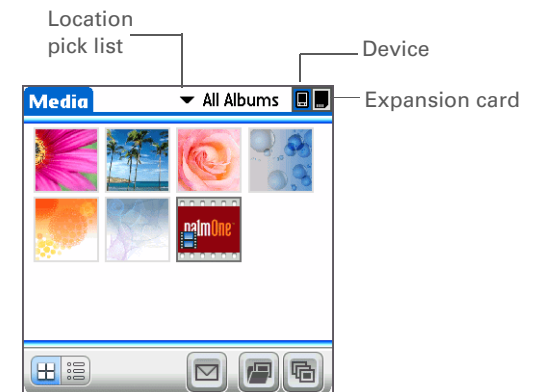 Location
pick list
Device
Media
All Albums
Expansion card
palmOne